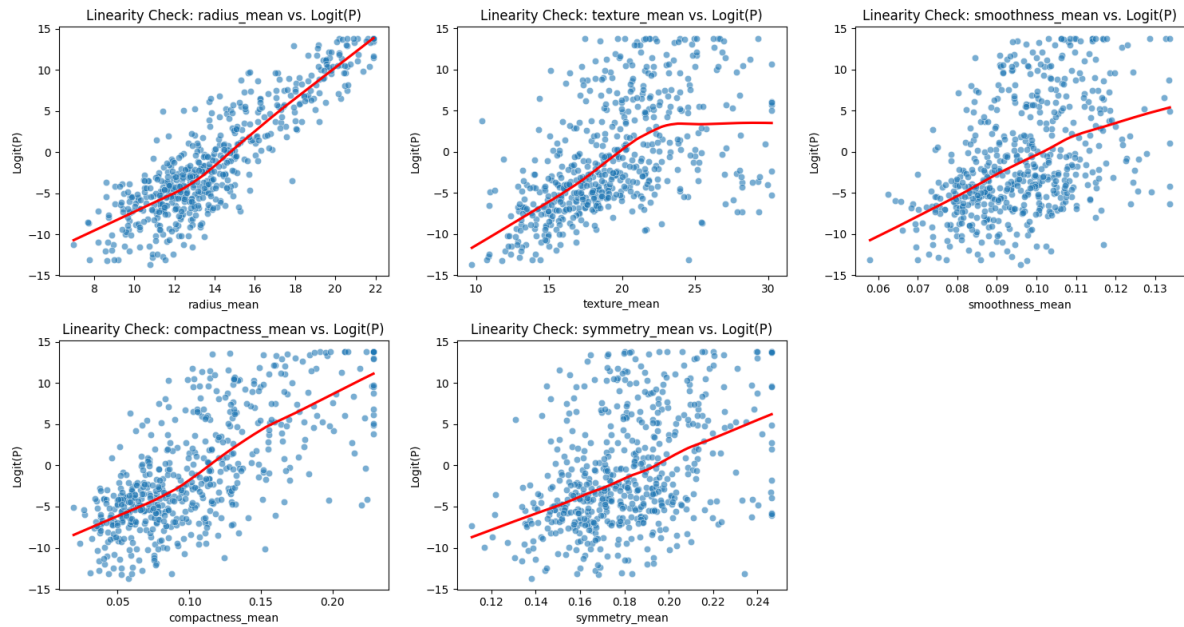 Linearity Check: radius_mean vs. Logit(P)
15
10
5
0
−5
−10
−15
Logit(P)
8 10 12 14 16 18 20 22
radius_mean
Linearity Check: texture_mean vs. Logit(P)
15
10
5
0
−5
−10
−15
Logit(P)
10 15 20 25 30
texture_mean
Linearity Check: smoothness_mean vs. Logit(P)
15
10
5
0
−5
−10
−15
Logit(P)
0.06 0.07 0.08 0.09 0.10 0.11 0.12 0.13
smoothness_mean
Linearity Check: compactness_mean vs. Logit(P)
15
10
5
0
−5
−10
−15
Logit(P)
0.05 0.10 0.15 0.20
compactness_mean
Linearity Check: symmetry_mean vs. Logit(P)
15
10
5
0
−5
−10
−15
Logit(P)
0.12 0.14 0.16 0.18 0.20 0.22 0.24
symmetry_mean